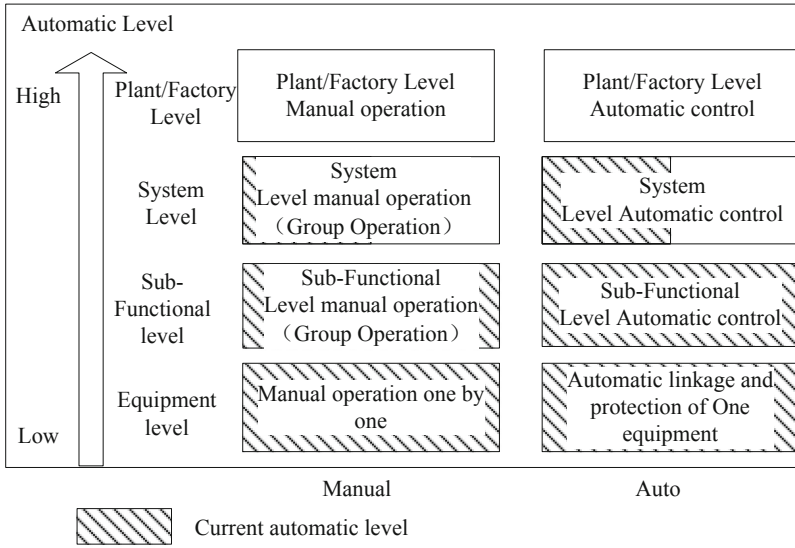 Automatic Level
High
Plant/Factory
Level
Plant/Factory Level
Manual operation
Plant/Factory Level
Automatic control
System
Level
System
Level manual operation
（Group Operation）
System
Level Automatic control
Sub-
Functional
level
Sub-Functional
Level manual operation
（Group Operation）
Sub-Functional
Level Automatic control
Equipment
level
Manual operation one by
one
Automatic linkage and
protection of One
equipment
Low
Manual
Auto
Current automatic level